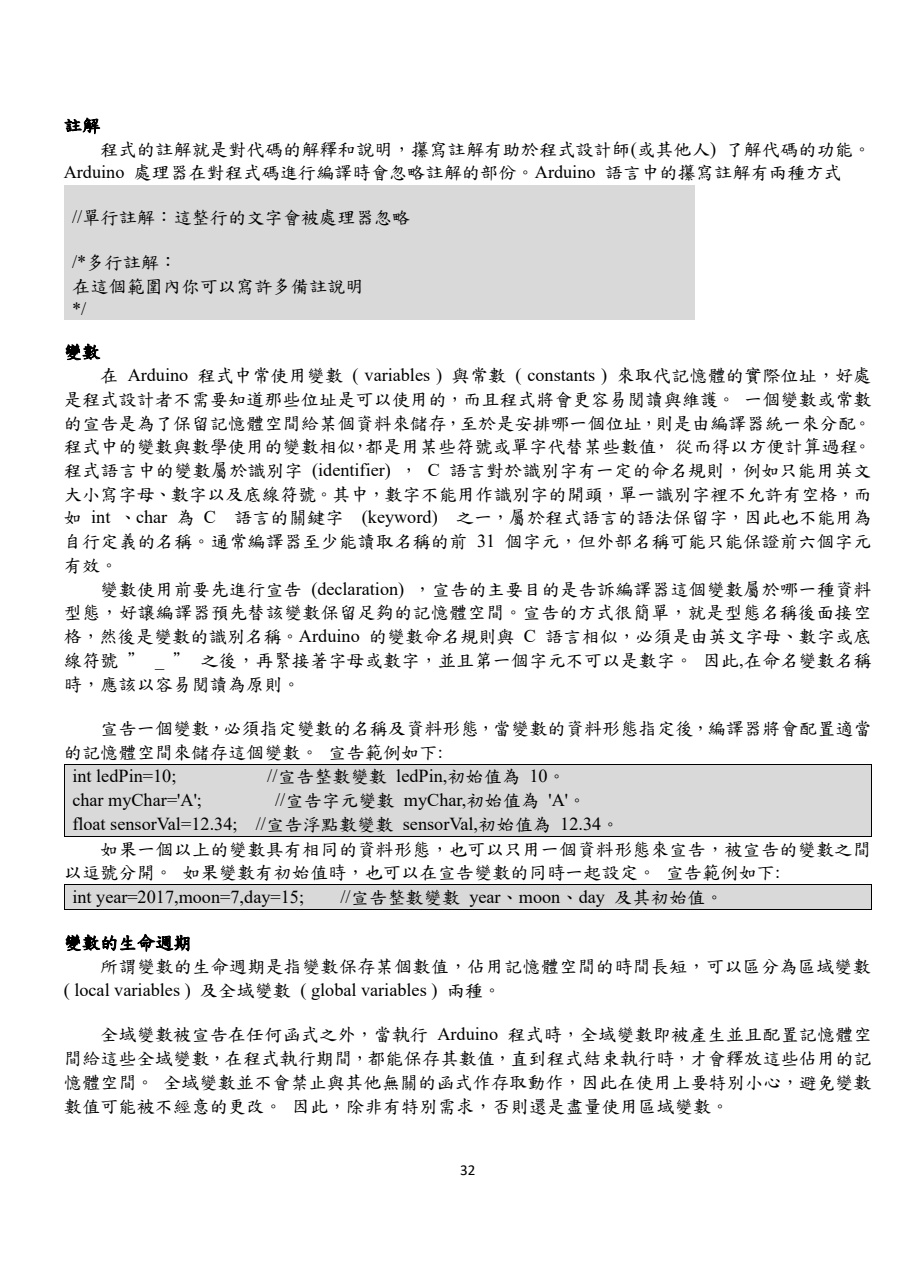 註解
程式的註解就是對代碼的解釋和說明，攥寫註解有助於程式設計師(或其他人) 了解代碼的功能。
Arduino 處理器在對程式碼進行編譯時會忽略註解的部份。Arduino 語言中的攥寫註解有兩種方式
//單行註解：這整行的文字會被處理器忽略
/*多行註解：
在這個範圍內你可以寫許多備註說明
*/
變數
在 Arduino 程式中常使用變數 ( variables ) 與常數 ( constants ) 來取代記憶體的實際位址，好處
是程式設計者不需要知道那些位址是可以使用的，而且程式將會更容易閱讀與維護。 一個變數或常數
的宣告是為了保留記憶體空間給某個資料來儲存，至於是安排哪一個位址，則是由編譯器統一來分配。
程式中的變數與數學使用的變數相似，都是用某些符號或單字代替某些數值， 從而得以方便計算過程。
程式語言中的變數屬於識別字 (identifier) ， C 語言對於識別字有一定的命名規則，例如只能用英文
大小寫字母、數字以及底線符號。其中，數字不能用作識別字的開頭，單一識別字裡不允許有空格，而
如 int 、char 為 C 語言的關鍵字 (keyword) 之一，屬於程式語言的語法保留字，因此也不能用為
自行定義的名稱。通常編譯器至少能讀取名稱的前 31 個字元，但外部名稱可能只能保證前六個字元
有效。
變數使用前要先進行宣告 (declaration) ，宣告的主要目的是告訴編譯器這個變數屬於哪一種資料
型態，好讓編譯器預先替該變數保留足夠的記憶體空間。宣告的方式很簡單，就是型態名稱後面接空
格，然後是變數的識別名稱。Arduino 的變數命名規則與 C 語言相似，必須是由英文字母、數字或底
線符號 ” _ ” 之後，再緊接著字母或數字，並且第一個字元不可以是數字。 因此,在命名變數名稱
時，應該以容易閱讀為原則。
宣告一個變數，必須指定變數的名稱及資料形態，當變數的資料形態指定後，編譯器將會配置適當
的記憶體空間來儲存這個變數。 宣告範例如下:
int ledPin=10; //宣告整數變數 ledPin,初始值為 10。
char myChar='A'; //宣告字元變數 myChar,初始值為 'A'。
float sensorVal=12.34; //宣告浮點數變數 sensorVal,初始值為 12.34。
如果一個以上的變數具有相同的資料形態，也可以只用一個資料形態來宣告，被宣告的變數之間
以逗號分開。 如果變數有初始值時，也可以在宣告變數的同時一起設定。 宣告範例如下:
int year=2017,moon=7,day=15; //宣告整數變數 year、moon、day 及其初始值。
變數的生命週期
所謂變數的生命週期是指變數保存某個數值，佔用記憶體空間的時間長短，可以區分為區域變數
( local variables ) 及全域變數 ( global variables ) 兩種。
全域變數被宣告在任何函式之外，當執行 Arduino 程式時，全域變數即被產生並且配置記憶體空
間給這些全域變數，在程式執行期間，都能保存其數值，直到程式結束執行時，才會釋放這些佔用的記
憶體空間。 全域變數並不會禁止與其他無關的函式作存取動作，因此在使用上要特別小心，避免變數
數值可能被不經意的更改。 因此，除非有特別需求，否則還是盡量使用區域變數。
32